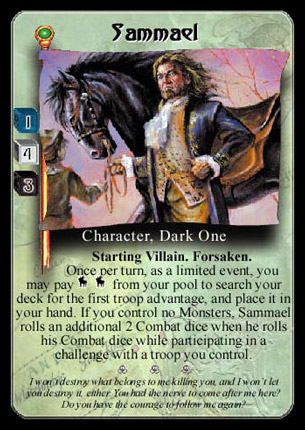 Sammael
1
4
3
Character, Dark One
Starting Villain. Forsaken.
Once per turn, as a limited event, you
may pay from your pool to search your
deck for the first troop advantage, and place it in
your hand. If you control no Monsters, Sammael
rolls an additional 2 Combat dice when he rolls
his Combat dice while participating in a
challenge with a troop you control.
I won't destroy what belongs to me killing you, and I won't let
you destroy it, either. You had the nerve to come after me here?
Do you have the courage to follow me again?